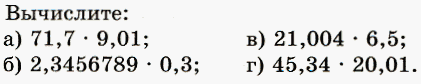 Вычислите:
а) 71,7 · 9,01; в) 21,004 · 6,5;
б) 2,3456789 · 0,3; г) 45,34 · 20,01.